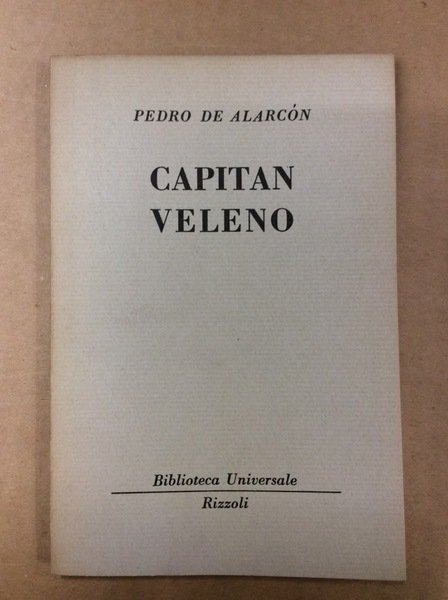 PEDRO DE ALARCÓN
CAPITAN
VELENO
Biblioteca Universale
Rizzoli